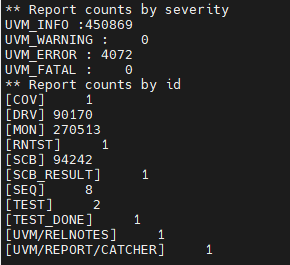 ** Report counts by severity
UVM_INFO :450869
UVM_WARNING :    0
UVM_ERROR : 4072
UVM_FATAL :    0
** Report counts by id
[COV]     1
[DRV] 90170
[MON] 270513
[RNTST]     1
[SCB] 94242
[SCB_RESULT]     1
[SEQ]     8
[TEST]     2
[TEST_DONE]     1
[UVM/RELNOTES]     1
[UVM/REPORT/CATCHER]     1